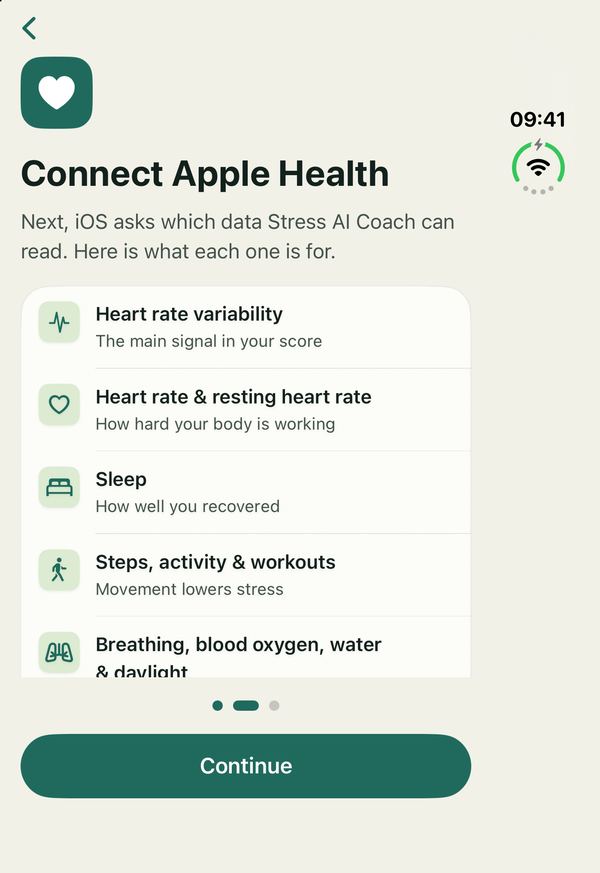 09:41
Connect Apple Health
Next, iOS asks which data Stress AI Coach can
read. Here is what each one is for.
Heart rate variability
The main signal in your score
Heart rate & resting heart rate
How hard your body is working
Sleep
How well you recovered
Steps, activity & workouts
Movement lowers stress
Breathing, blood oxygen, water
& daylight
Continue